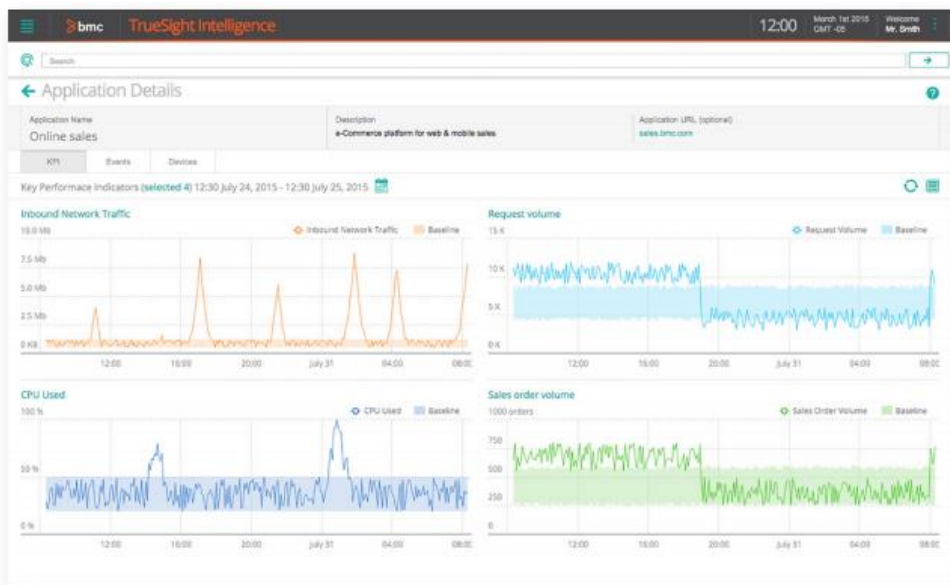 bmc TrueSight Intelligence 12:00 March 1st 2015 GMT -05 Welcome Mr. Smith
Search
Application Details
Application Name Description Application URL (optional)
Online sales e-Commerce platform for web & mobile sales sales.bmc.com
KPI Events Devices
Key Performace Indicators (selected 4) 12:30 July 24, 2015 - 12:30 July 25, 2015
Inbound Network Traffic
10.0 Mb Inbound Network Traffic Baseline
7.5 Mb
5.0 Mb
2.5 Mb
0 KB
12:00 16:00 20:00 July 31 04:00 08:00
Request volume
15 K Request Volume Baseline
10 K
5 K
0 K
12:00 16:00 20:00 July 31 04:00 08:00
CPU Used
100 % CPU Used Baseline
50 %
0 %
12:00 16:00 20:00 July 31 04:00 08:00
Sales order volume
1000 orders Sales Order Volume Baseline
750
500
250
0
12:00 16:00 20:00 July 31 04:00 08:00